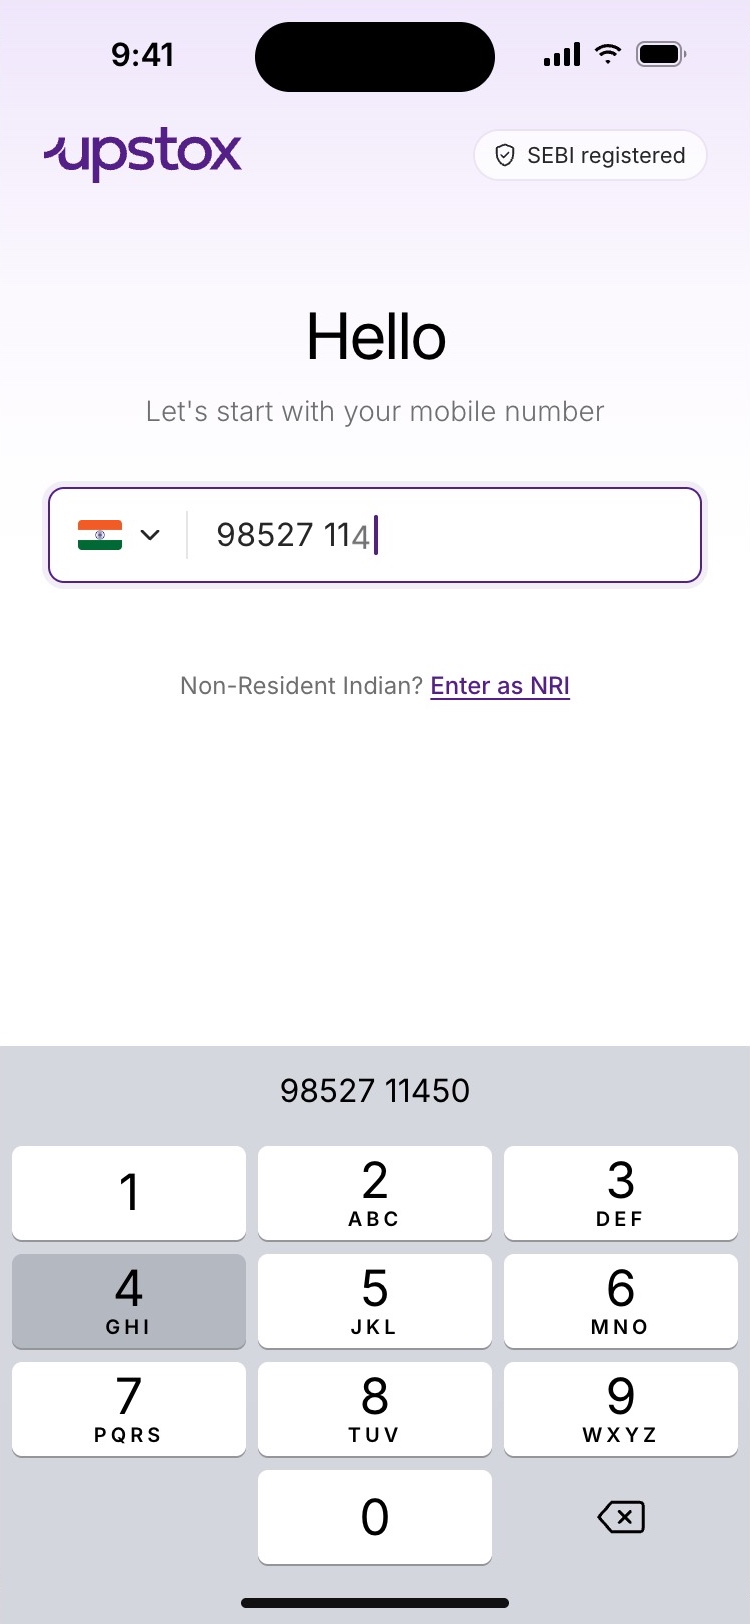 9:41
upstox
SEBI registered
Hello
Let's start with your mobile number
98527 114
Non-Resident Indian? Enter as NRI
98527 11450
1
2
ABC
3
DEF
4
GHI
5
JKL
6
MNO
7
PQRS
8
TUV
9
WXYZ
0